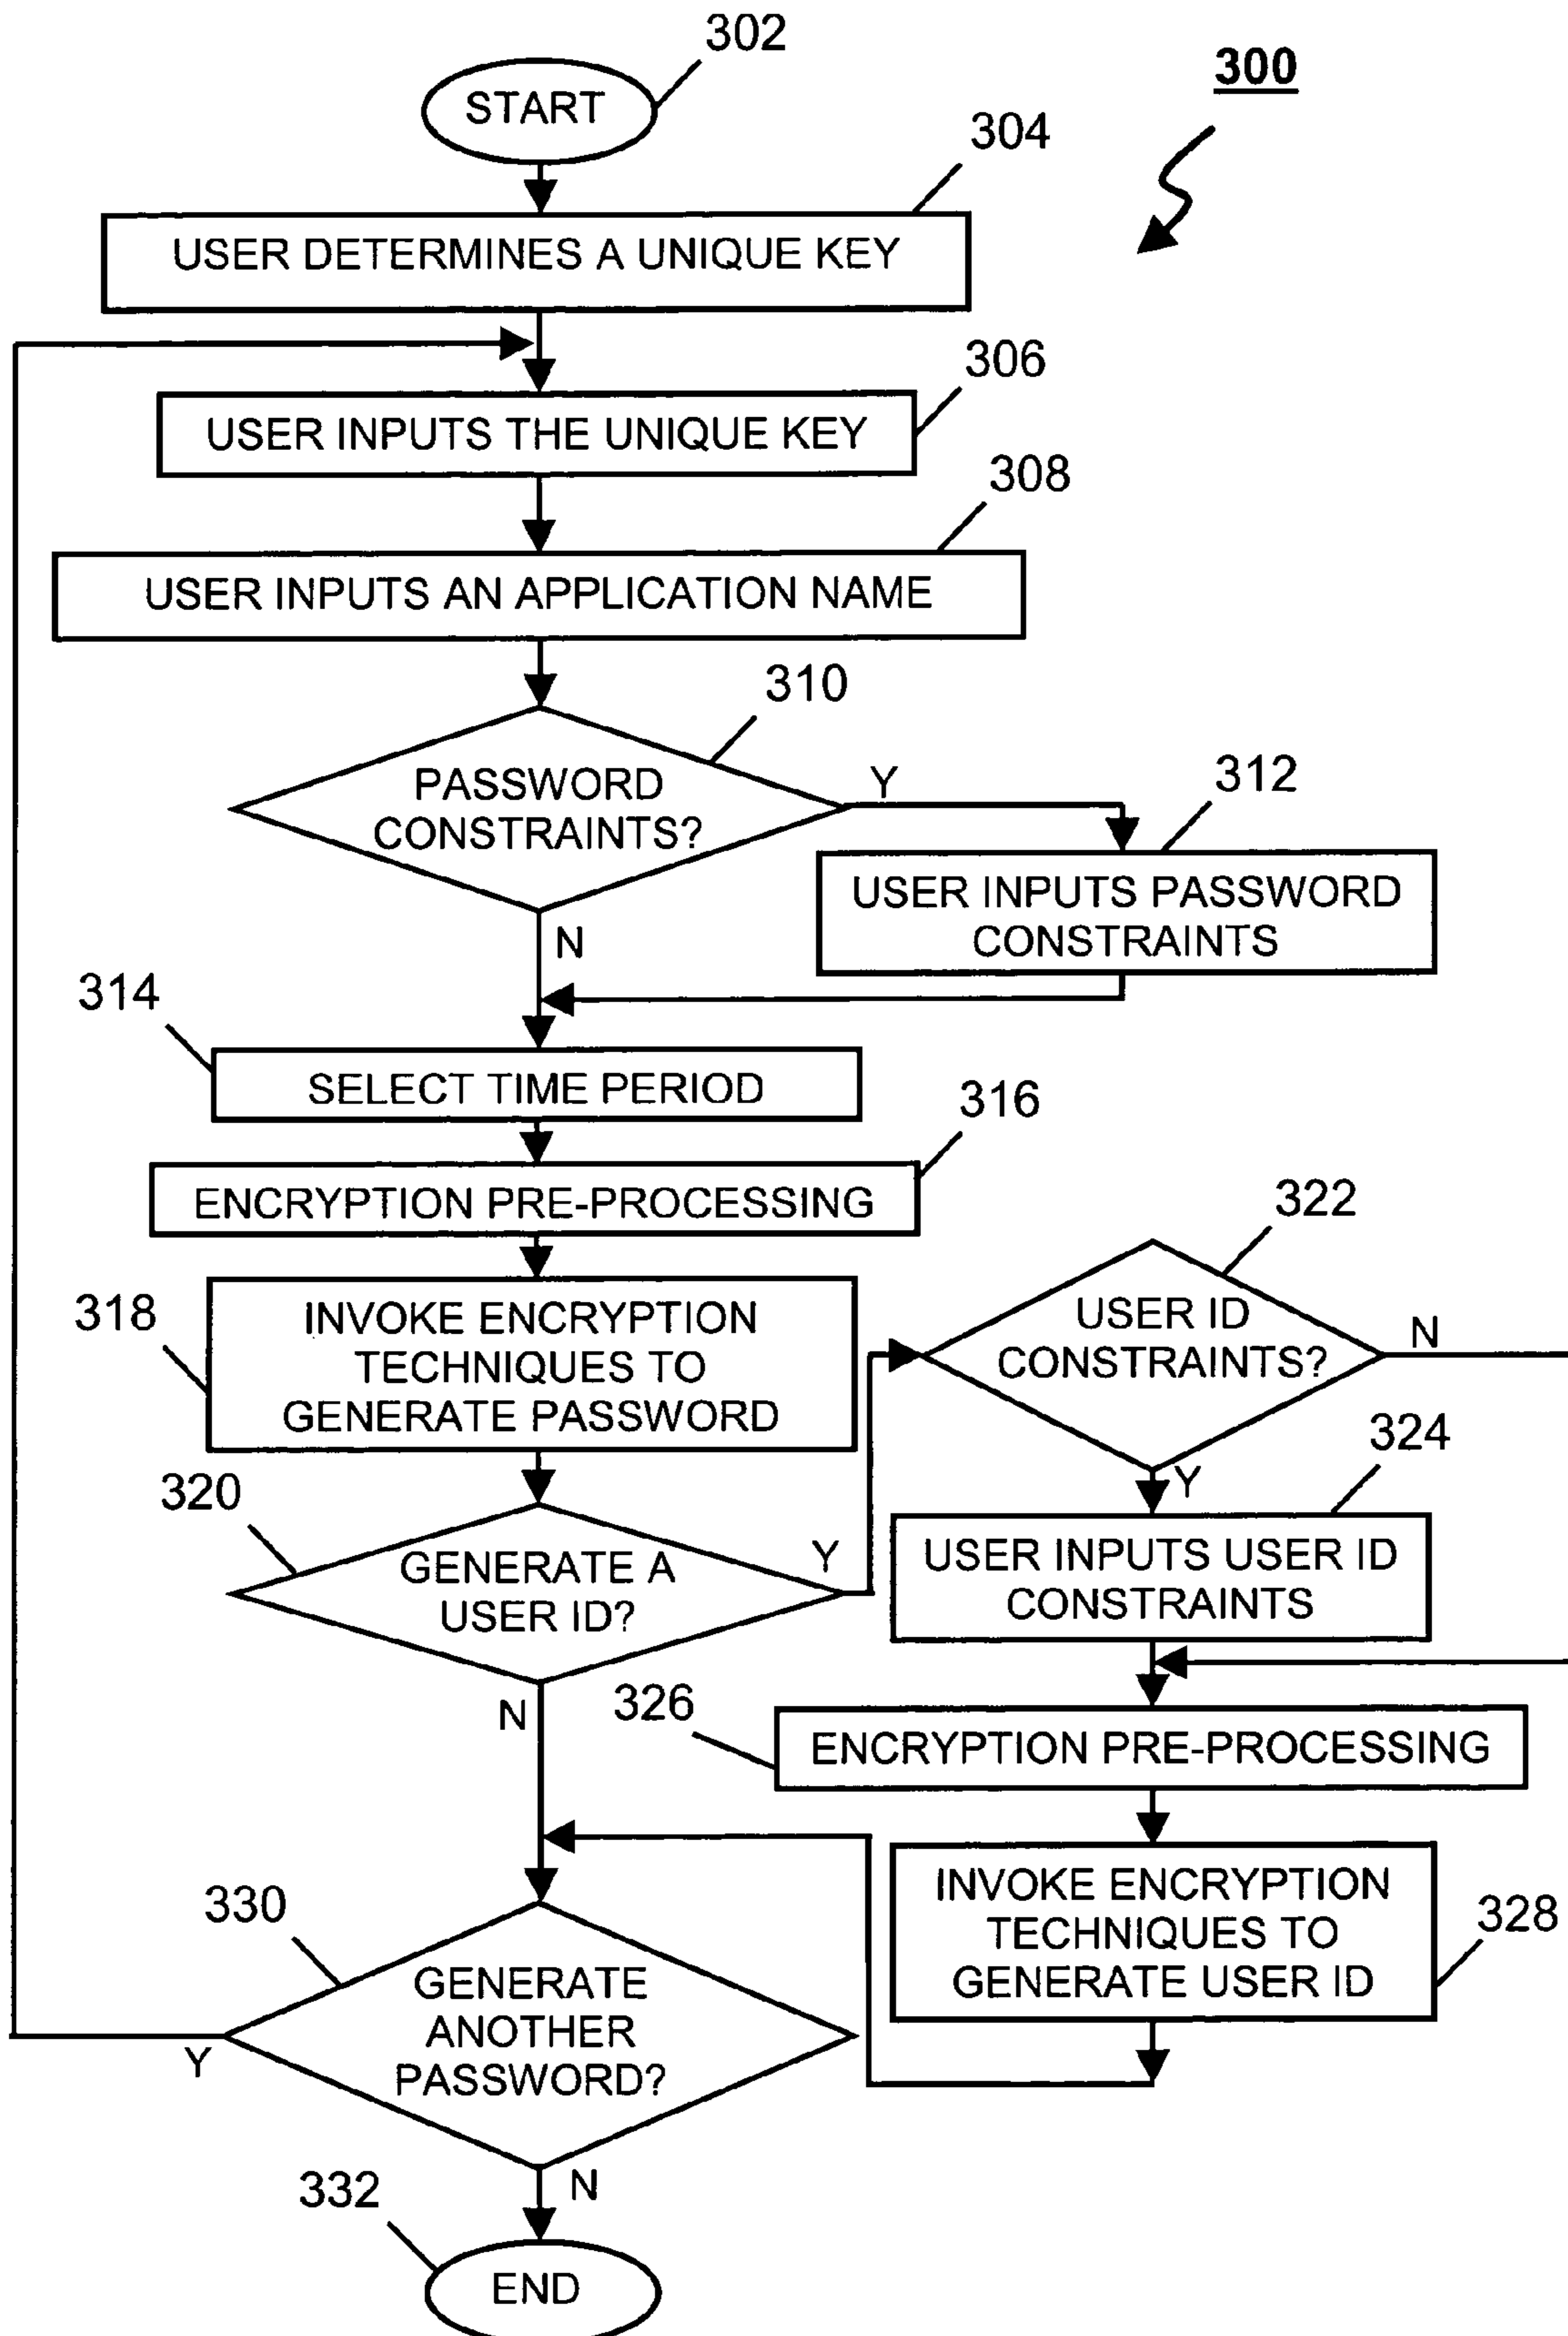 302
300
START
304
USER DETERMINES A UNIQUE KEY
306
USER INPUTS THE UNIQUE KEY
308
USER INPUTS AN APPLICATION NAME
310
PASSWORD
CONSTRAINTS?
Y
312
USER INPUTS PASSWORD
CONSTRAINTS
N
314
SELECT TIME PERIOD
316
ENCRYPTION PRE-PROCESSING
318
INVOKE ENCRYPTION
TECHNIQUES TO
GENERATE PASSWORD
320
GENERATE A
USER ID?
Y
N
322
USER ID
CONSTRAINTS?
N
Y
324
USER INPUTS USER ID
CONSTRAINTS
326
ENCRYPTION PRE-PROCESSING
INVOKE ENCRYPTION
TECHNIQUES TO
GENERATE USER ID
328
330
GENERATE
ANOTHER
PASSWORD?
Y
N
332
END